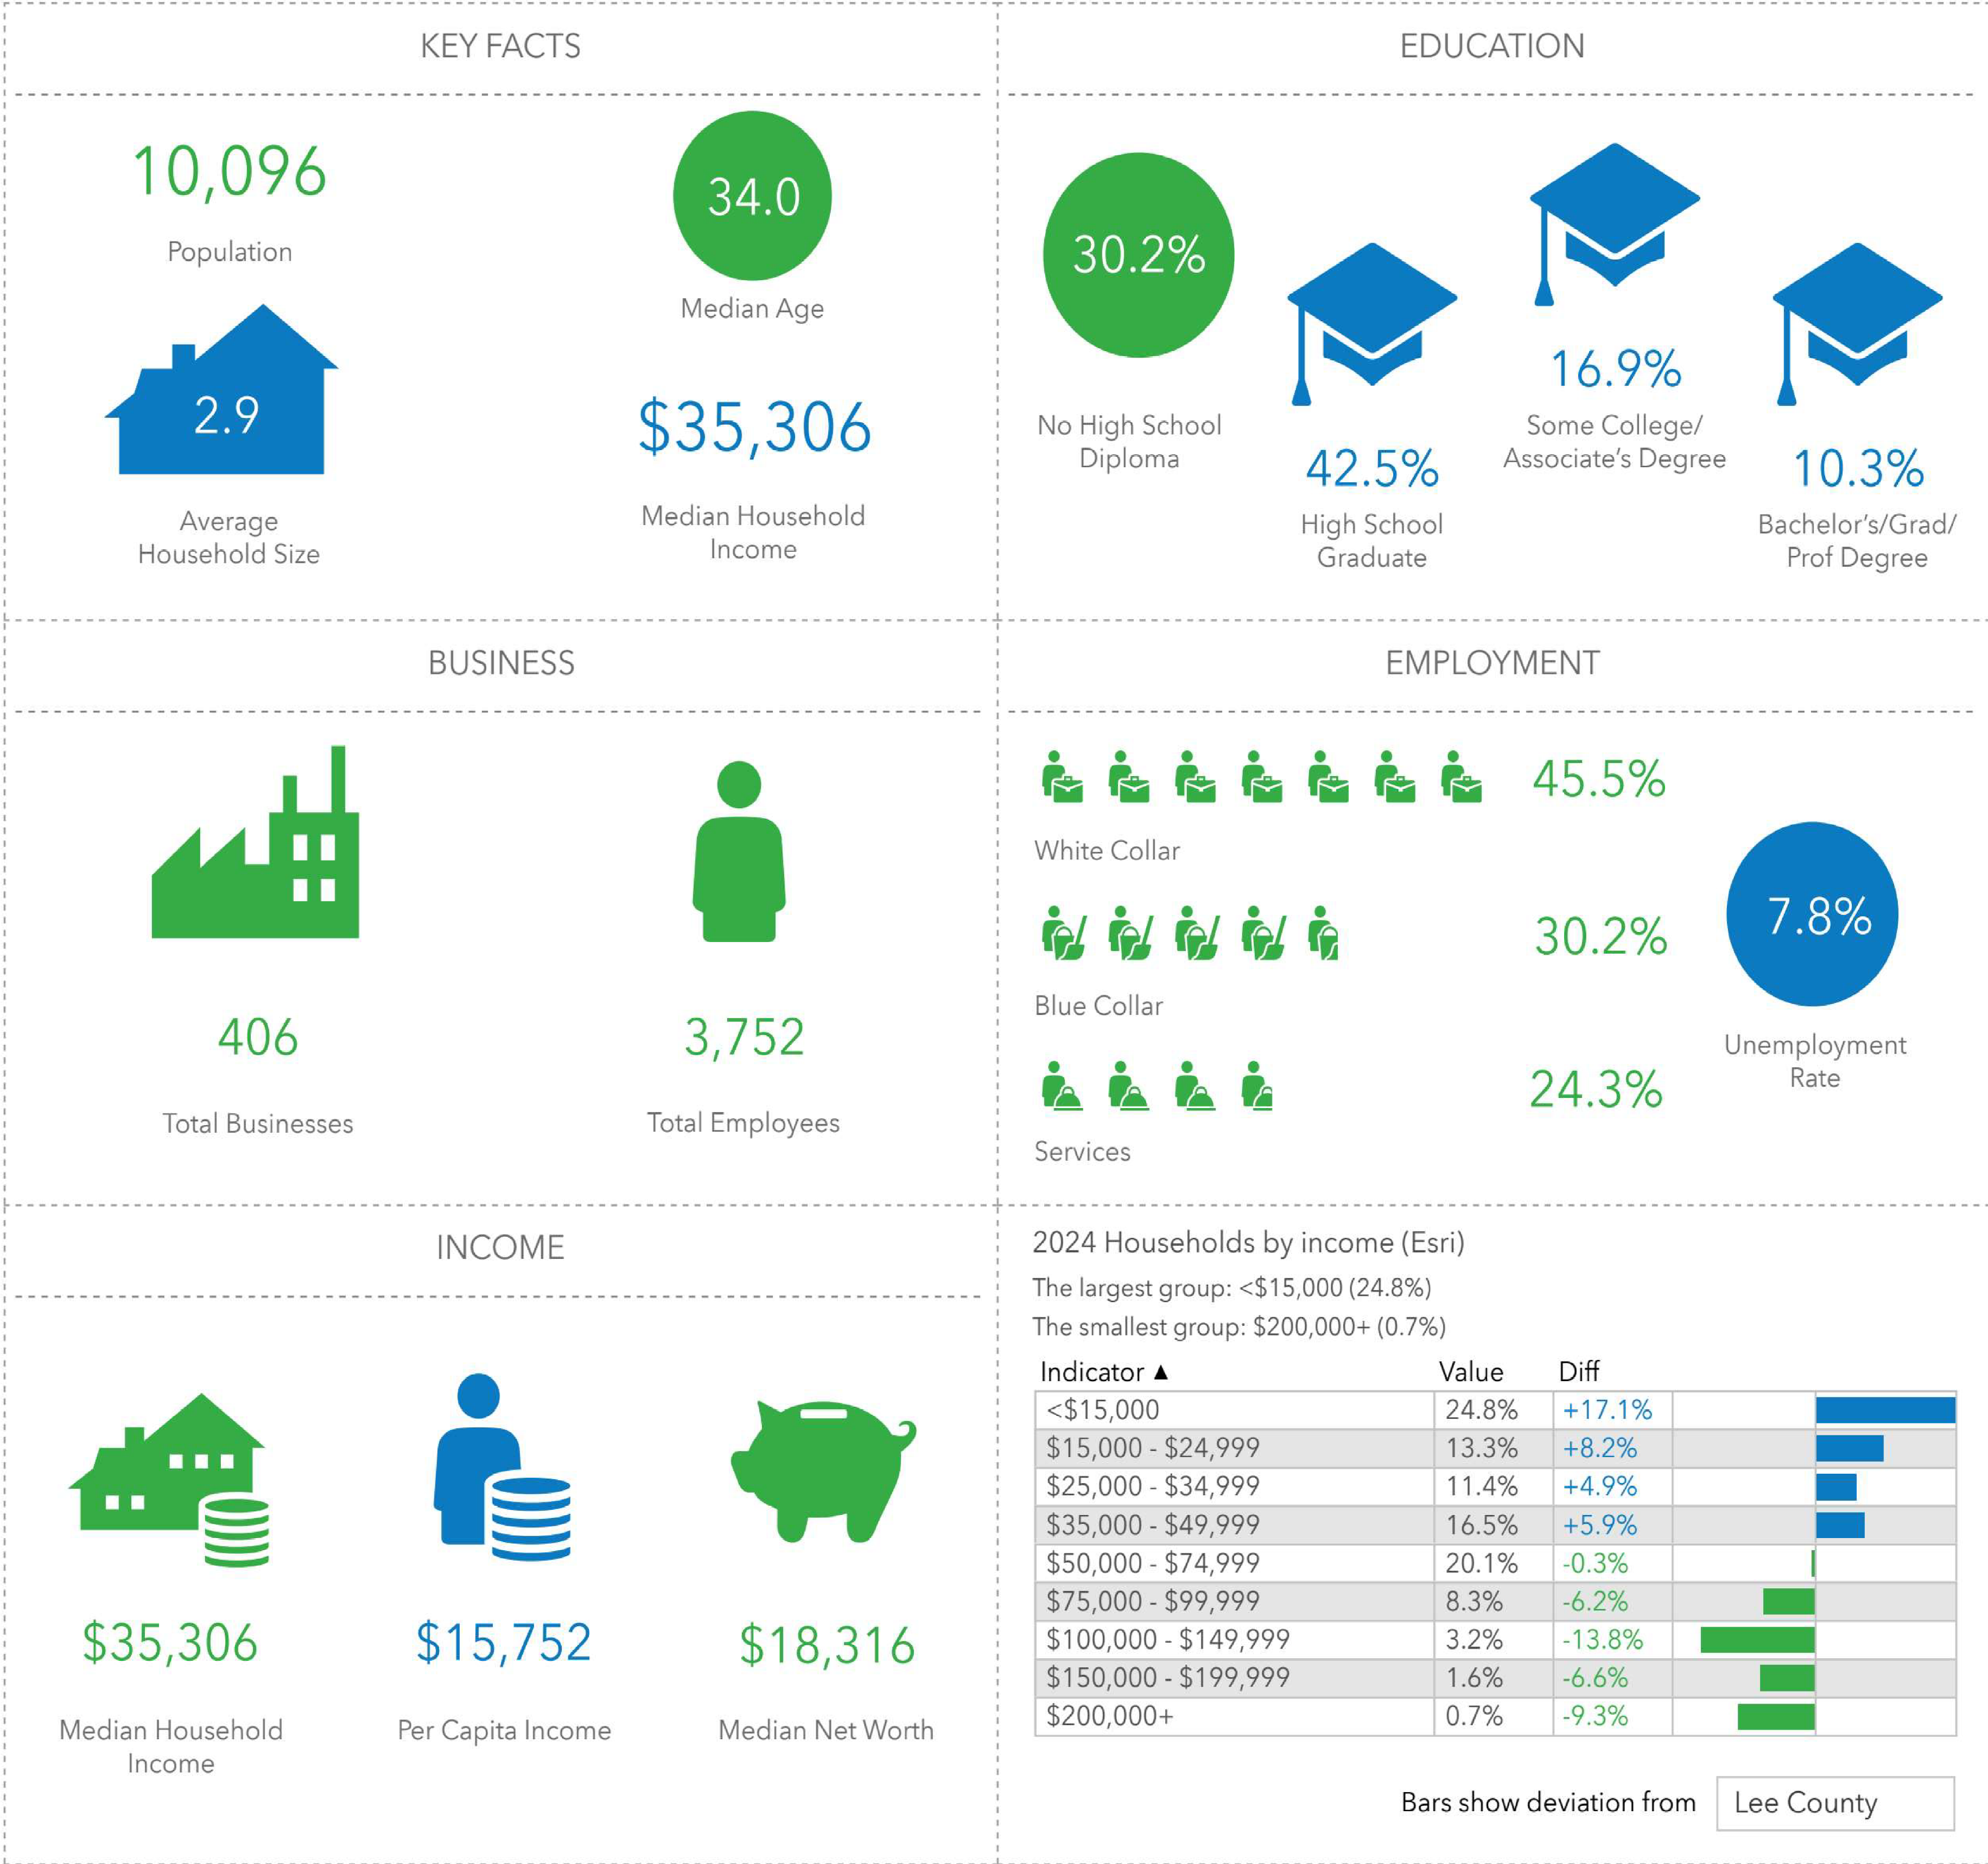 KEY FACTS
10,096
Population
34.0
Median Age
2.9
Average
Household Size
$35,306
Median Household
Income
EDUCATION
30.2%
No High School
Diploma
42.5%
High School
Graduate
16.9%
Some College/
Associate's Degree
10.3%
Bachelor's/Grad/
Prof Degree
BUSINESS
406
Total Businesses
3,752
Total Employees
EMPLOYMENT
45.5%
White Collar
30.2%
Blue Collar
24.3%
Services
7.8%
Unemployment
Rate
INCOME
$35,306
Median Household
Income
$15,752
Per Capita Income
$18,316
Median Net Worth
2024 Households by income (Esri)
The largest group: <$15,000 (24.8%)
The smallest group: $200,000+ (0.7%)
Indicator ▲ Value Diff
<$15,000 24.8% +17.1%
$15,000 - $24,999 13.3% +8.2%
$25,000 - $34,999 11.4% +4.9%
$35,000 - $49,999 16.5% +5.9%
$50,000 - $74,999 20.1% -0.3%
$75,000 - $99,999 8.3% -6.2%
$100,000 - $149,999 3.2% -13.8%
$150,000 - $199,999 1.6% -6.6%
$200,000+ 0.7% -9.3%
Bars show deviation from Lee County